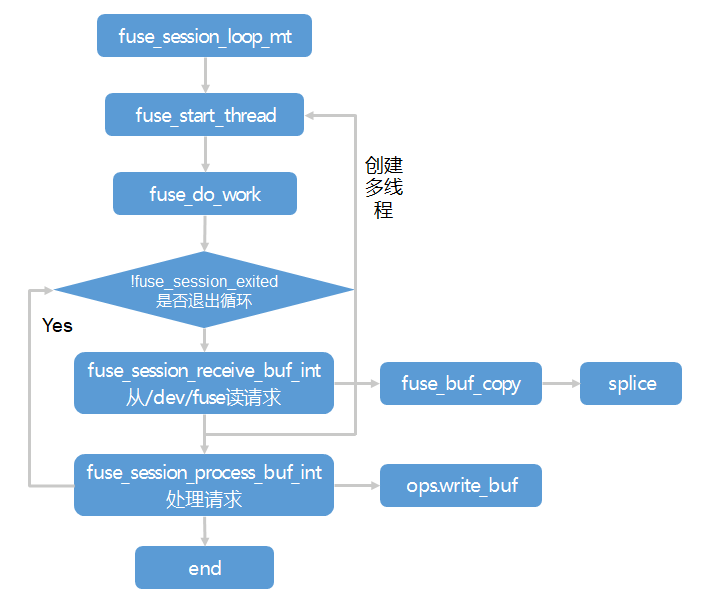 fuse_session_loop_mt
fuse_start_thread
创建
多线
程
fuse_do_work
!fuse_session_exited
是否退出循环
Yes
fuse_session_receive_buf_int
从/dev/fuse读请求
fuse_buf_copy
splice
fuse_session_process_buf_int
处理请求
ops.write_buf
end